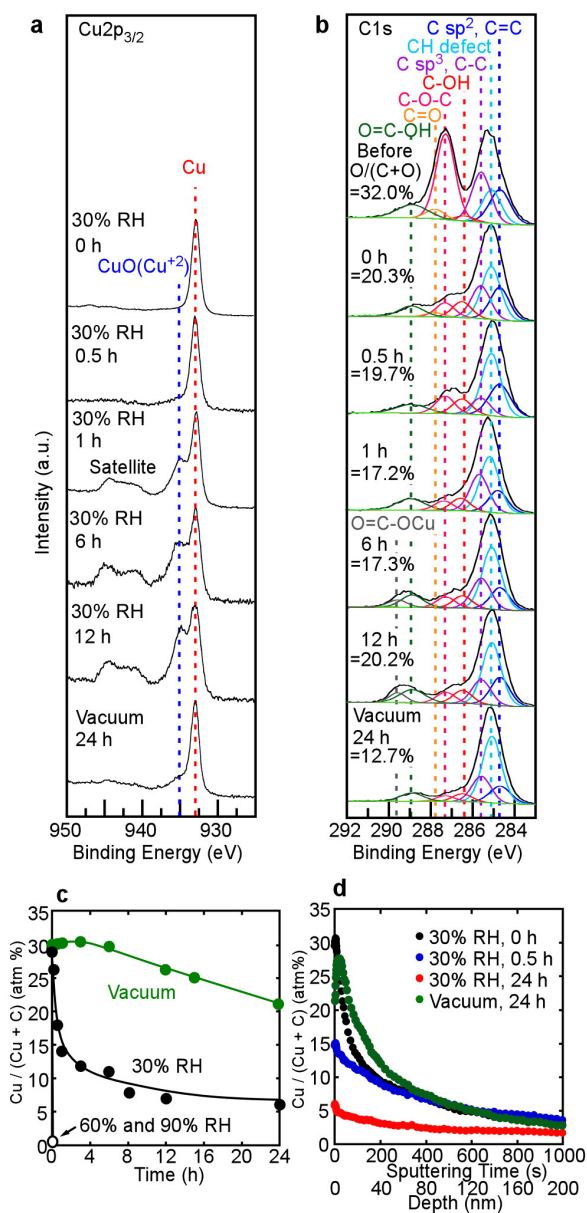 a
Cu2p3/2
Cu
30% RH
0 h
CuO(Cu+2)
30% RH
0.5 h
30% RH
1 h
Satellite
30% RH
6 h
30% RH
12 h
Vacuum
24 h
Intensity (a.u.)
950 940 930
Binding Energy (eV)
b
C1s
C sp2, C=C
CH defect
C sp3, C-C
C-OH
C-O-C
C=O
O=C-OH
Before
O/(C+O)
=32.0%
0 h
=20.3%
0.5 h
=19.7%
1 h
=17.2%
O=C-OCu
6 h
=17.3%
12 h
=20.2%
Vacuum
24 h
=12.7%
292 290 288 286 284
Binding Energy (eV)
c
35
30
25
20
15
10
5
0
Cu / (Cu + C) (atm %)
Vacuum
30% RH
60% and 90% RH
0 4 8 12 16 20 24
Time (h)
d
35
30
25
20
15
10
5
0
Cu / (Cu + C) (atm%)
30% RH, 0 h
30% RH, 0.5 h
30% RH, 24 h
Vacuum, 24 h
0 200 400 600 800 1000
Sputtering Time (s)
0 40 80 120 160 200
Depth (nm)